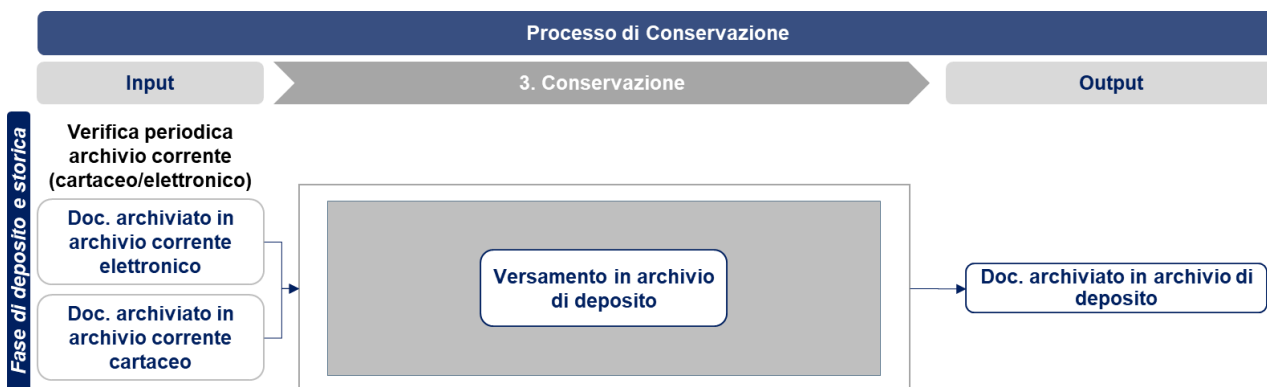 Processo di Conservazione
Input
3. Conservazione
Output
Fase di deposito e storica
Verifica periodica
archivio corrente
(cartaceo/elettronico)
Doc. archiviato in
archivio corrente
elettronico
Doc. archiviato in
archivio corrente
cartaceo
Versamento in archivio
di deposito
Doc. archiviato in archivio di
deposito